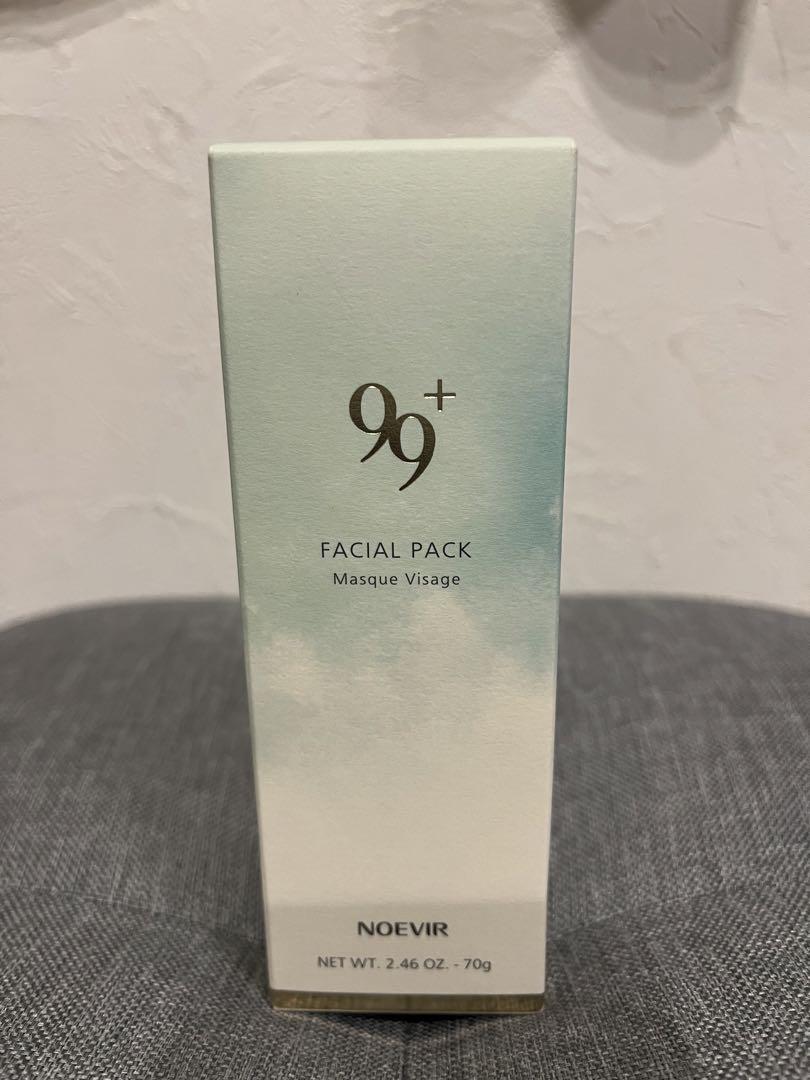 99+
FACIAL PACK
Masque Visage
NOEVIR
NET WT. 2.46 OZ. - 70g